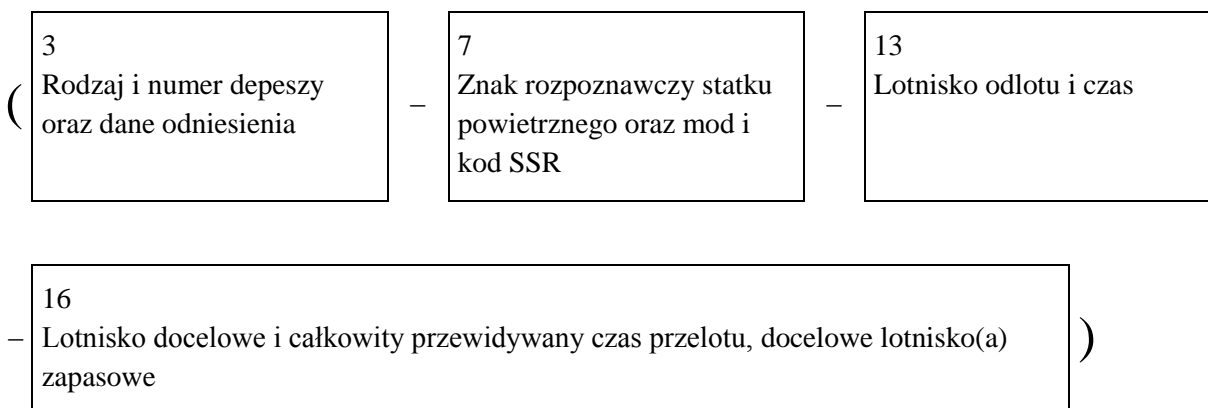 (
3
Rodzaj i numer depeszy
oraz dane odniesienia
–
7
Znak rozpoznawczy statku
powietrznego oraz mod i
kod SSR
–
13
Lotnisko odlotu i czas
–
16
Lotnisko docelowe i całkowity przewidywany czas przelotu, docelowe lotnisko(a)
zapasowe
)